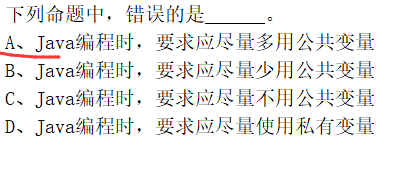 下列命题中，错误的是______。
A、Java编程时，要求应尽量多用公共变量
B、Java编程时，要求应尽量少用公共变量
C、Java编程时，要求应尽量不用公共变量
D、Java编程时，要求应尽量使用私有变量